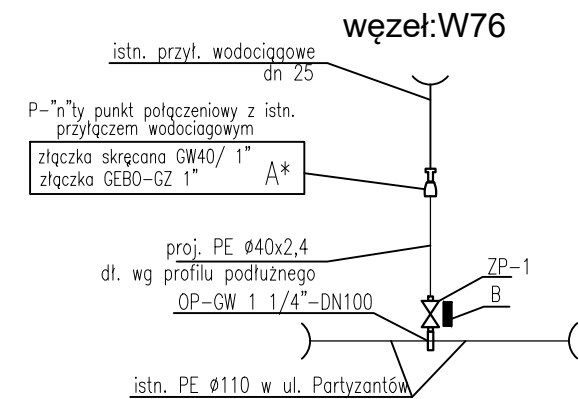 węzeł:W76
istn. przył. wodociągowe
dn 25
P-"n"ty punkt połączeniowy z istn.
przyłączem wodociagowym
złączka skręcana GW40/ 1"
złączka GEBO-GZ 1"
A*
proj. PE ø40x2,4
dł. wg profilu podłużnego
ZP-1
OP-GW 1 1/4"-DN100
B
istn. PE ø110 w ul. Partyzantów